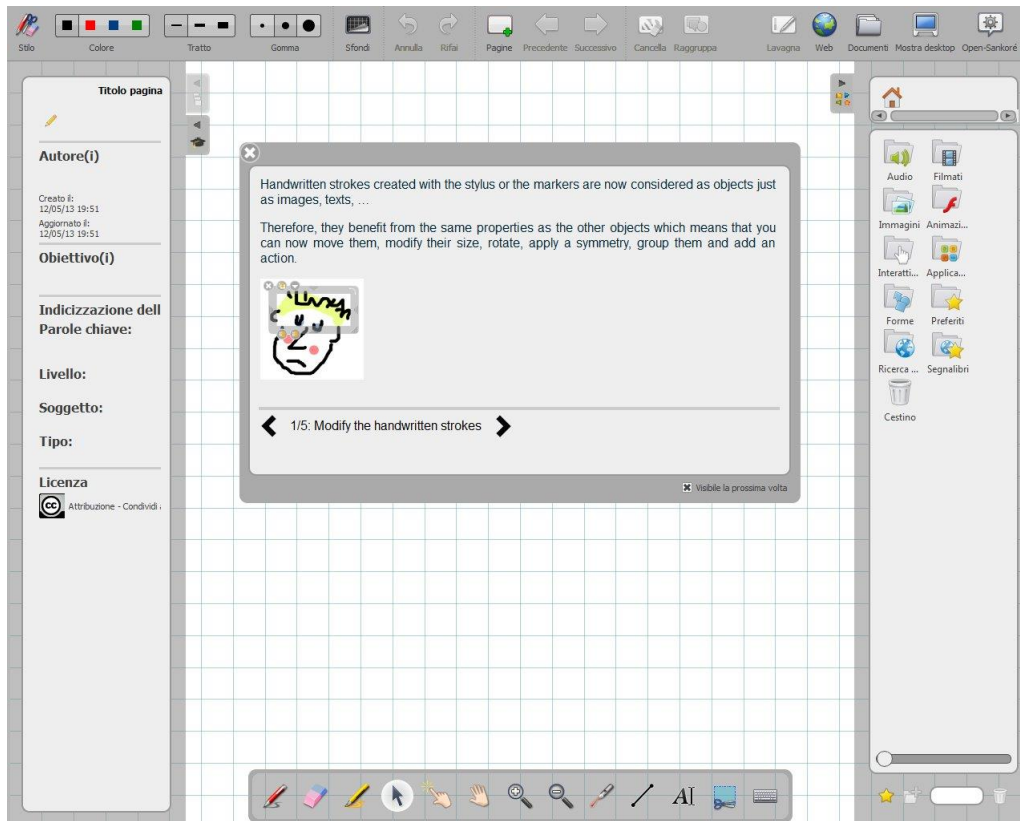 Stilo
Colore
Tratto
Gomma
Sfondi
Annulla
Rifai
Pagine
Precedente
Successivo
Cancella
Raggruppa
Lavagna
Web
Documenti
Mostra desktop
Open-Sankoré
Titolo pagina
Autore(i)
Creato il:
12/05/13 19:51
Aggiornato il:
12/05/13 19:51
Obiettivo(i)
Indicizzazione dell
Parole chiave:
Livello:
Soggetto:
Tipo:
Licenza
cc
Attribuzione - Condividi
Handwritten strokes created with the stylus or the markers are now considered as objects just
as images, texts, ...
Therefore, they benefit from the same properties as the other objects which means that you
can now move them, modify their size, rotate, apply a symmetry, group them and add an
action.
1/5: Modify the handwritten strokes
Visibile la prossima volta
Audio
Filmati
Immagini
Animazi...
Interatti...
Applica...
Forme
Preferiti
Ricerca ...
Segnalibri
Cestino
AI